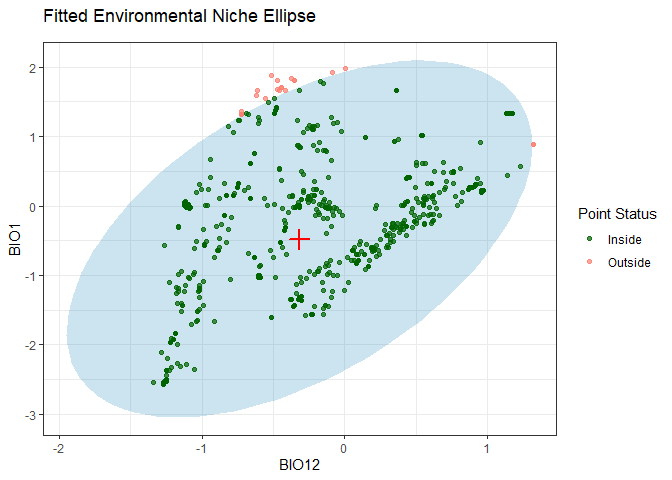 Fitted Environmental Niche Ellipse
2
1
0
-1
-2
-3
BIO1
-2
-1
0
1
BIO12
Point Status
Inside
Outside